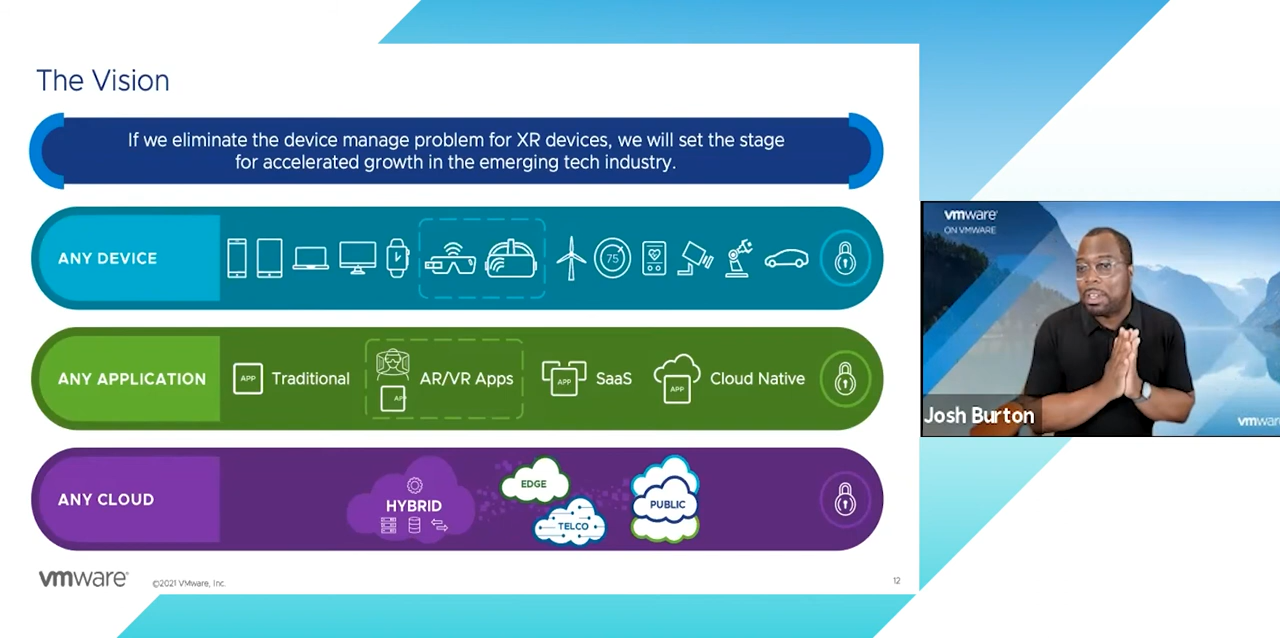 The Vision
If we eliminate the device manage problem for XR devices, we will set the stage
for accelerated growth in the emerging tech industry.
ANY DEVICE
75
ANY APPLICATION
APP
Traditional
AP
AR/VR Apps
APP
SaaS
APP
Cloud Native
ANY CLOUD
HYBRID
EDGE
TELCO
PUBLIC
vmware®
©2021 VMware, Inc.
12
vmware®
ON VMWARE
Josh Burton
vmwar